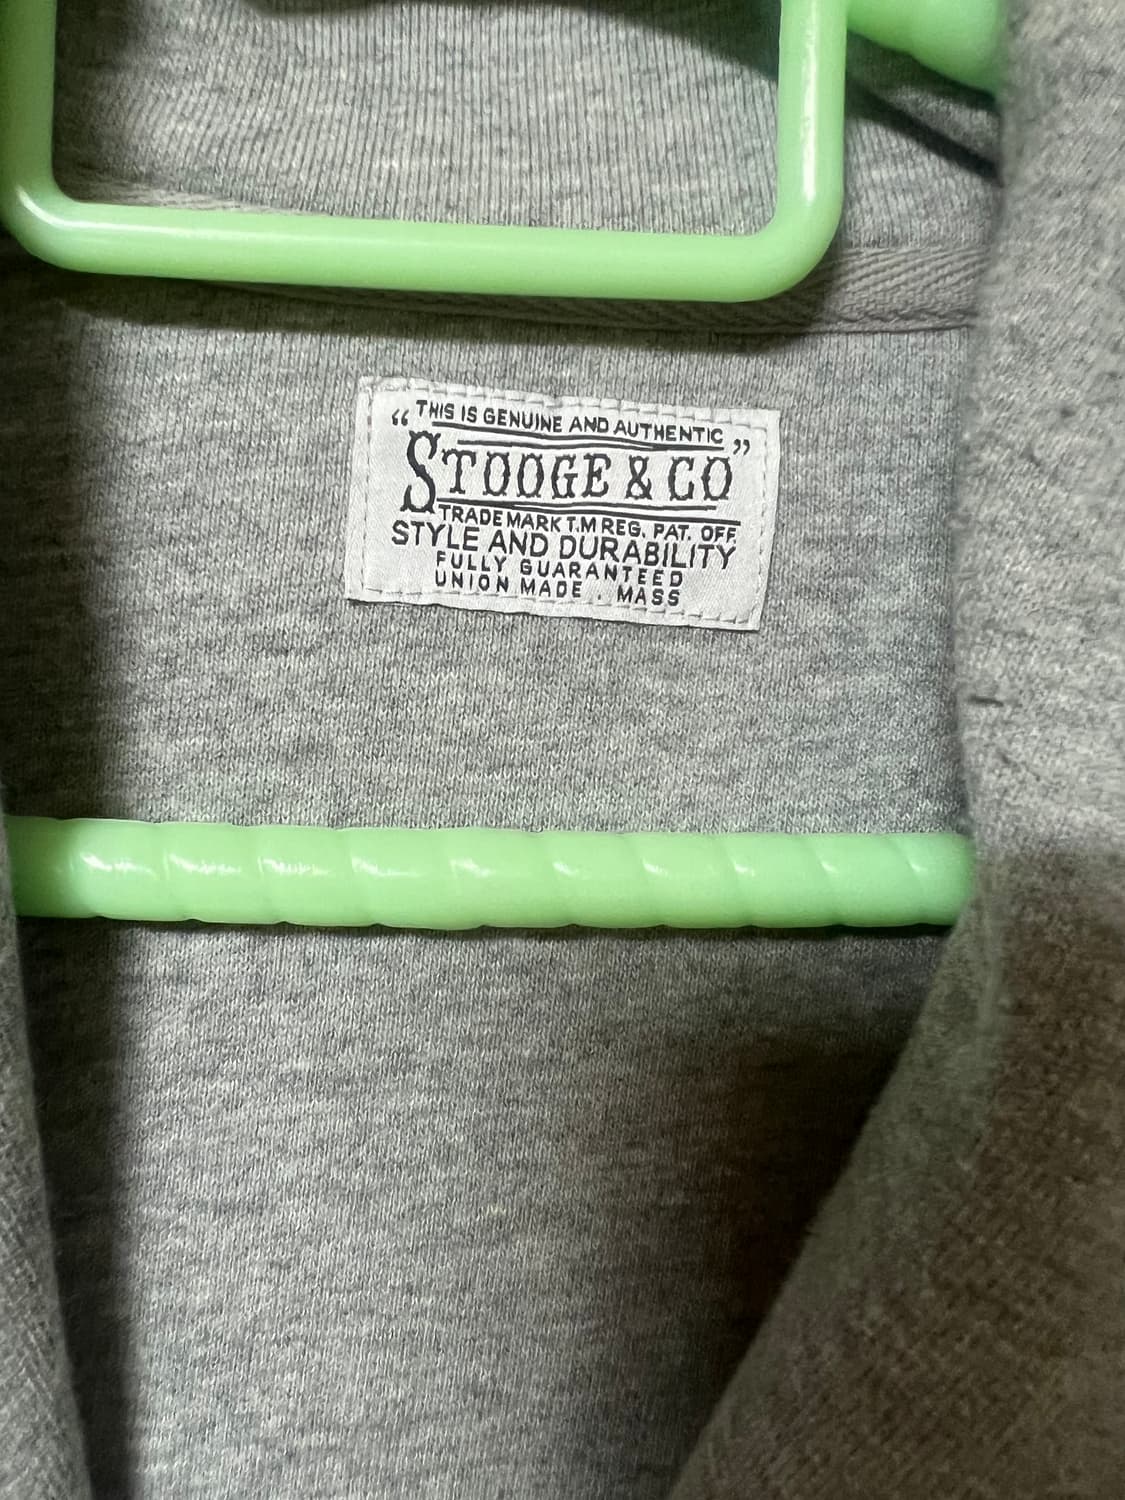 “ THIS IS GENUINE AND AUTHENTIC ”
STOOGE & CO
TRADE MARK T.M REG. PAT. OFF.
STYLE AND DURABILITY
FULLY GUARANTEED
UNION MADE . MASS